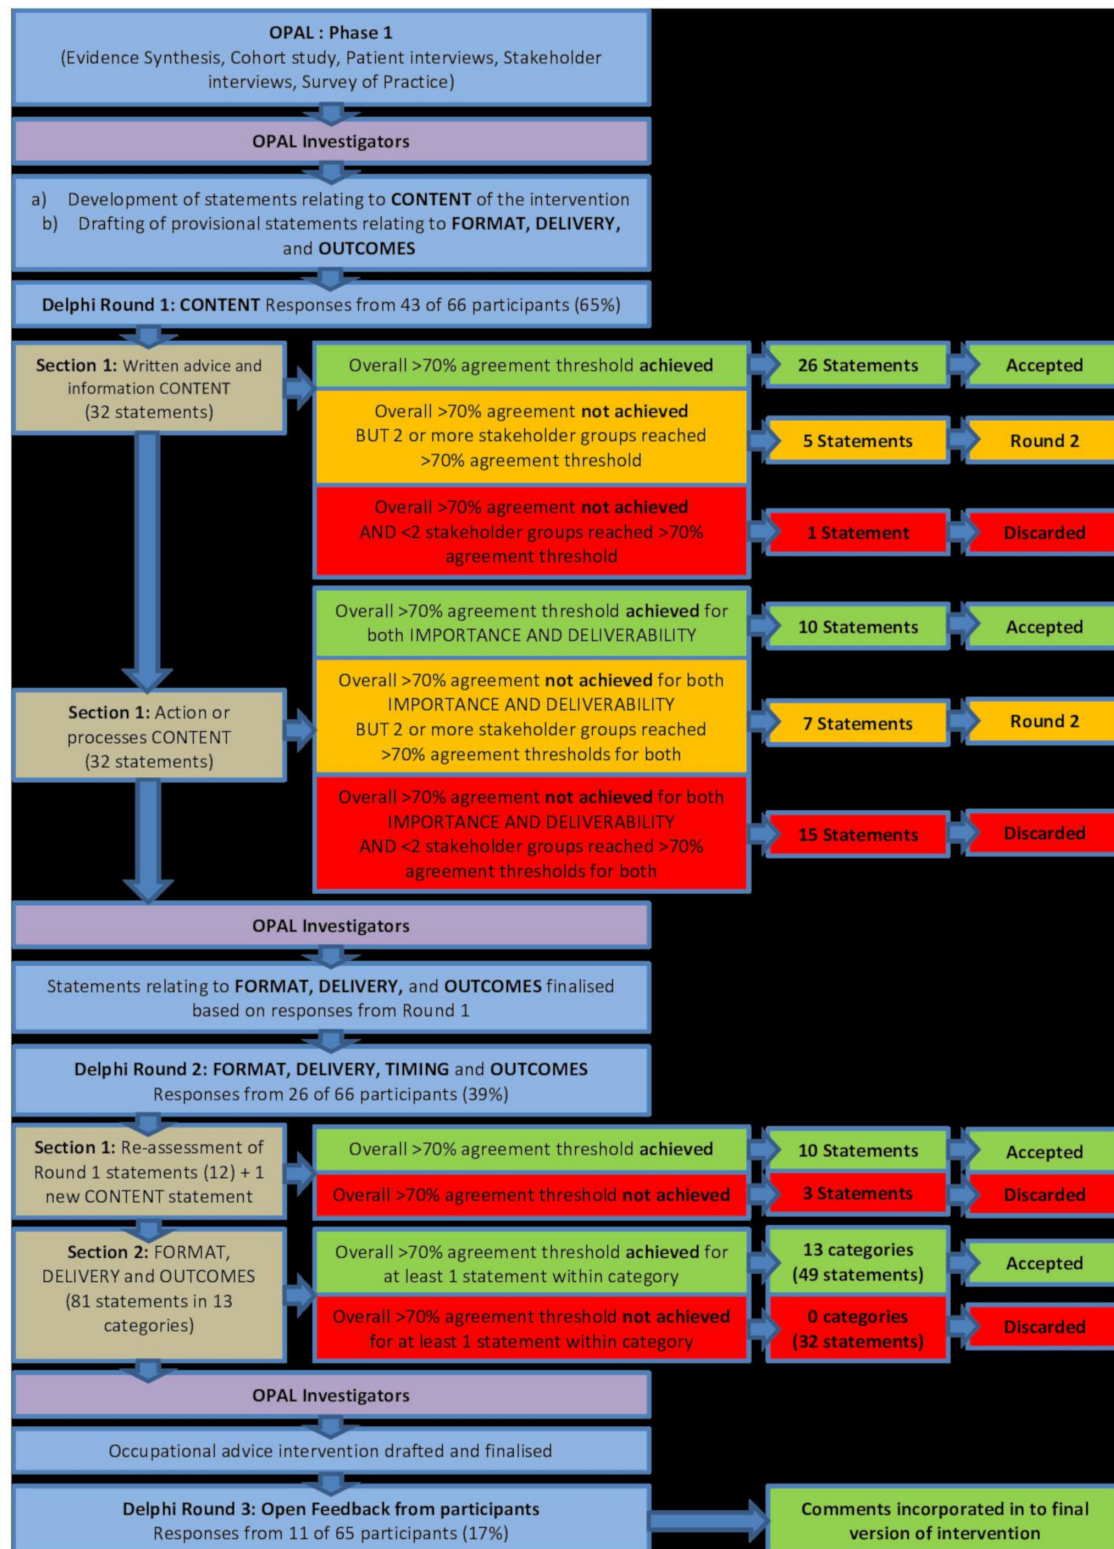 OPAL : Phase 1
(Evidence Synthesis, Cohort study, Patient interviews, Stakeholder
interviews, Survey of Practice)
OPAL Investigators
a) Development of statements relating to CONTENT of the intervention
b) Drafting of provisional statements relating to FORMAT, DELIVERY,
and OUTCOMES
Delphi Round 1: CONTENT Responses from 43 of 66 participants (65%)
Section 1: Written advice and
information CONTENT
(32 statements)
Overall >70% agreement threshold achieved
26 Statements
Accepted
Overall >70% agreement not achieved
BUT 2 or more stakeholder groups reached
>70% agreement threshold
5 Statements
Round 2
Overall >70% agreement not achieved
AND <2 stakeholder groups reached >70%
agreement threshold
1 Statement
Discarded
Section 1: Action or
processes CONTENT
(32 statements)
Overall >70% agreement threshold achieved for
both IMPORTANCE AND DELIVERABILITY
10 Statements
Accepted
Overall >70% agreement not achieved for both
IMPORTANCE AND DELIVERABILITY
BUT 2 or more stakeholder groups reached
>70% agreement thresholds for both
7 Statements
Round 2
Overall >70% agreement not achieved for both
IMPORTANCE AND DELIVERABILITY
AND <2 stakeholder groups reached >70%
agreement thresholds for both
15 Statements
Discarded
OPAL Investigators
Statements relating to FORMAT, DELIVERY, and OUTCOMES finalised
based on responses from Round 1
Delphi Round 2: FORMAT, DELIVERY, TIMING and OUTCOMES
Responses from 26 of 66 participants (39%)
Section 1: Re-assessment of
Round 1 statements (12) + 1
new CONTENT statement
Overall >70% agreement threshold achieved
10 Statements
Accepted
Overall >70% agreement threshold not achieved
3 Statements
Discarded
Section 2: FORMAT,
DELIVERY and OUTCOMES
(81 statements in 13
categories)
Overall >70% agreement threshold achieved for
at least 1 statement within category
13 categories
(49 statements)
Accepted
Overall >70% agreement threshold not achieved
for at least 1 statement within category
0 categories
(32 statements)
Discarded
OPAL Investigators
Occupational advice intervention drafted and finalised
Delphi Round 3: Open Feedback from participants
Responses from 11 of 65 participants (17%)
Comments incorporated in to final
version of intervention